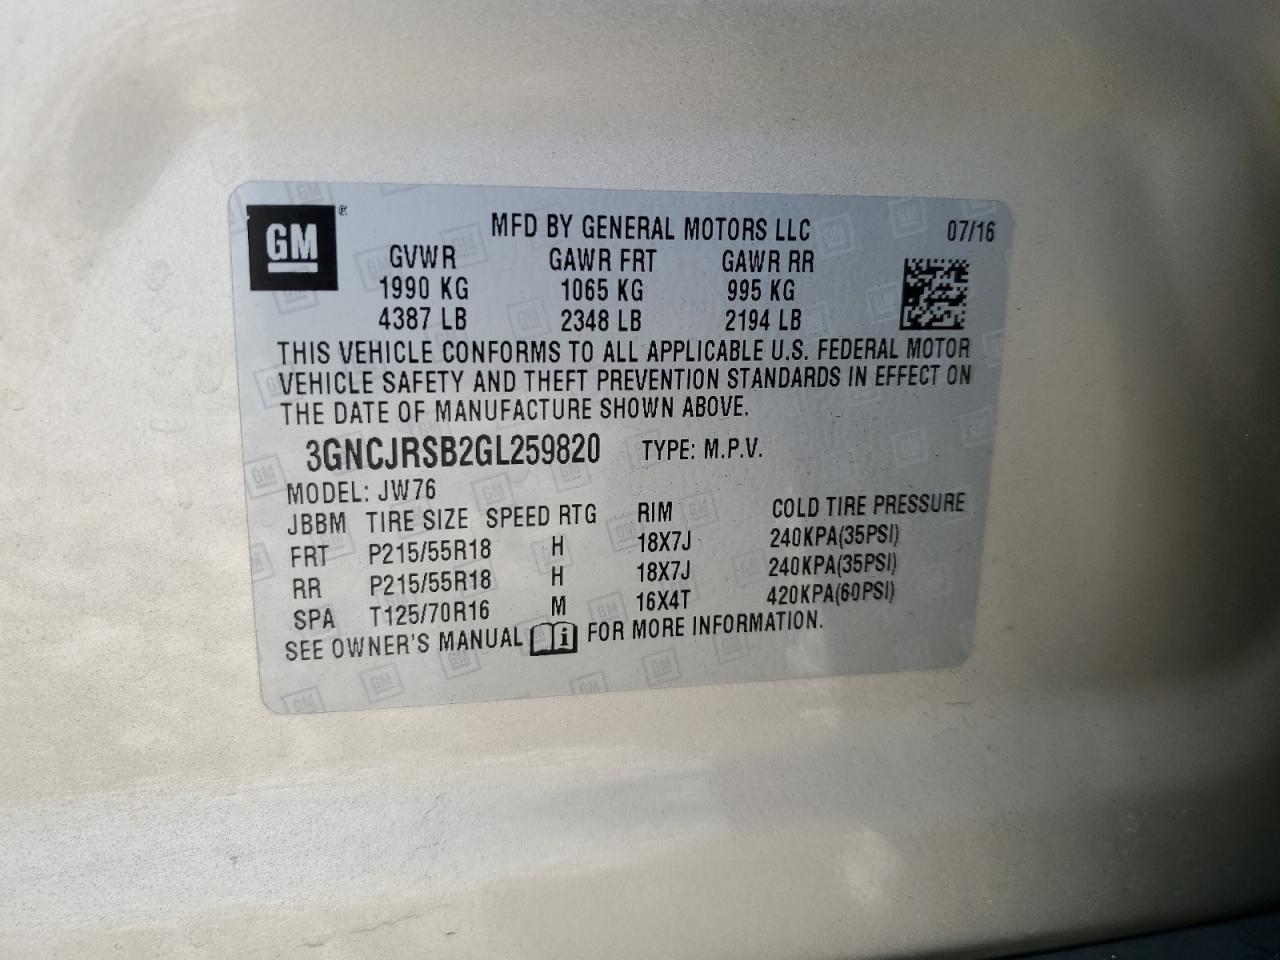 GM ®
MFD BY GENERAL MOTORS LLC 07/16
GVWR GAWR FRT GAWR RR
1990 KG 1065 KG 995 KG
4387 LB 2348 LB 2194 LB
THIS VEHICLE CONFORMS TO ALL APPLICABLE U.S. FEDERAL MOTOR
VEHICLE SAFETY AND THEFT PREVENTION STANDARDS IN EFFECT ON
THE DATE OF MANUFACTURE SHOWN ABOVE.
3GNCJRSB2GL259820 TYPE: M.P.V.
MODEL: JW76
JBBM TIRE SIZE SPEED RTG RIM COLD TIRE PRESSURE
FRT P215/55R18 H 18X7J 240KPA(35PSI)
RR P215/55R18 H 18X7J 240KPA(35PSI)
SPA T125/70R16 M 16X4T 420KPA(60PSI)
SEE OWNER'S MANUAL i FOR MORE INFORMATION.